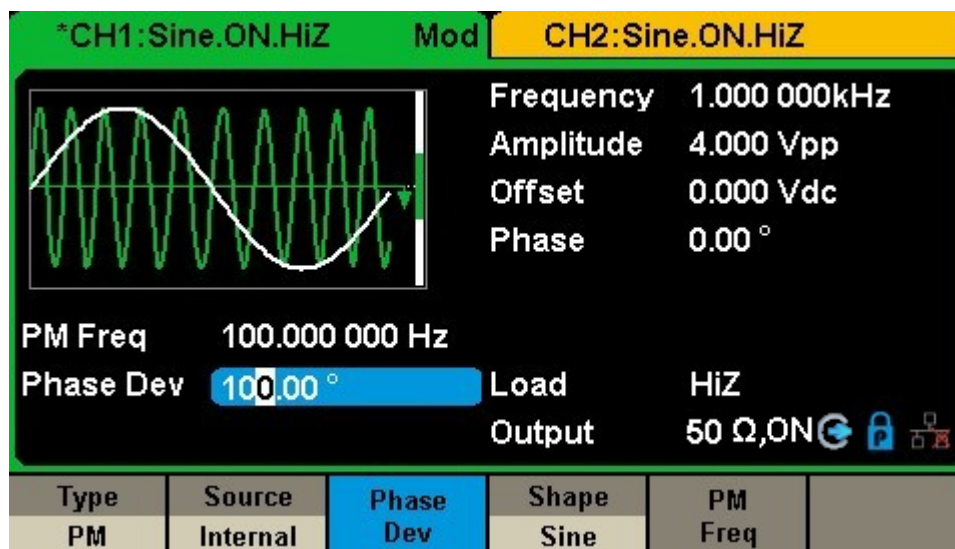 *CH1:Sine.ON.HiZ Mod CH2:Sine.ON.HiZ
Frequency 1.000 000kHz
Amplitude 4.000 Vpp
Offset 0.000 Vdc
Phase 0.00 °
PM Freq 100.000 000 Hz
Phase Dev 100.00 °
Load HiZ
Output 50 Ω,ON P
Type Source Phase Dev Shape PM Freq
PM Internal Sine